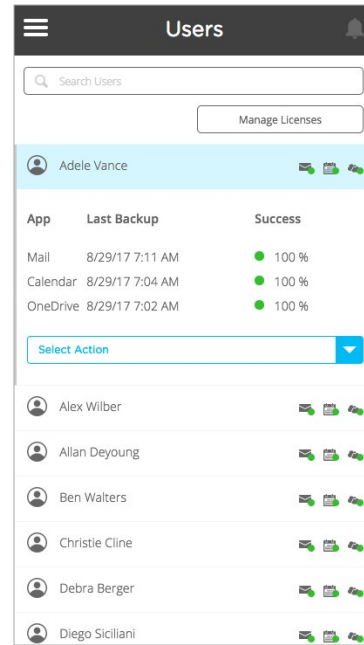 Users
Search Users
Manage Licenses
Adele Vance
App Last Backup Success
Mail 8/29/17 7:11 AM 100 %
Calendar 8/29/17 7:04 AM 100 %
OneDrive 8/29/17 7:02 AM 100 %
Select Action
Alex Wilber
Allan Deyoung
Ben Walters
Christie Cline
Debra Berger
Diego Siciliani